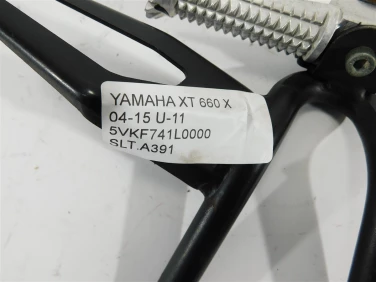 YAMAHA XT 660 X
04-15 U-11
5VKF741L0000
SLT.A391